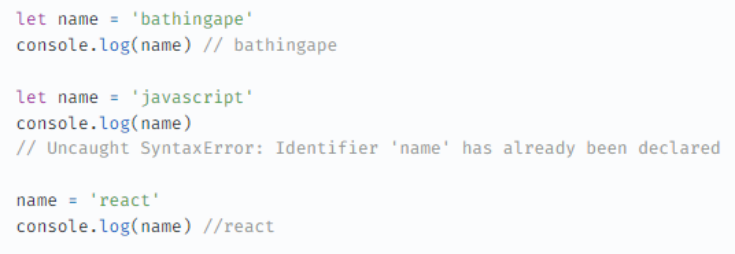 let name = 'bathingape'
console.log(name) // bathingape
let name = 'javascript'
console.log(name)
// Uncaught SyntaxError: Identifier 'name' has already been declared
name = 'react'
console.log(name) //react